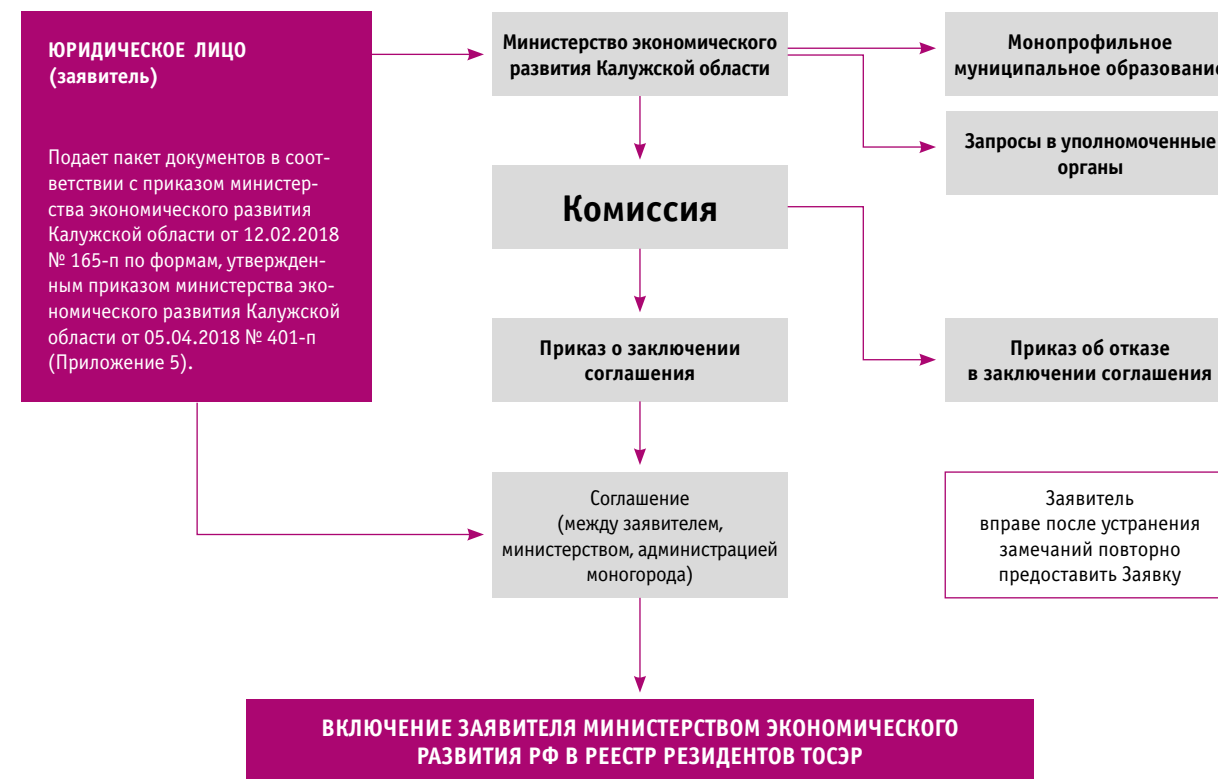 ЮРИДИЧЕСКОЕ ЛИЦО
(заявитель)
Подает пакет документов в соот-
ветствии с приказом министер-
ства экономического развития
Калужской области от 12.02.2018
№ 165-п по формам, утвержден-
ным приказом министерства эко-
номического развития Калужской
области от 05.04.2018 № 401-п
(Приложение 5).
Министерство экономического
развития Калужской области
Монопрофильное
муниципальное образование
Запросы в уполномоченные
органы
Комиссия
Приказ о заключении
соглашения
Приказ об отказе
в заключении соглашения
Соглашение
(между заявителем,
министерством, администрацией
моногорода)
Заявитель
вправе после устранения
замечаний повторно
предоставить Заявку
ВКЛЮЧЕНИЕ ЗАЯВИТЕЛЯ МИНИСТЕРСТВОМ ЭКОНОМИЧЕСКОГО
РАЗВИТИЯ РФ В РЕЕСТР РЕЗИДЕНТОВ ТОСЭР